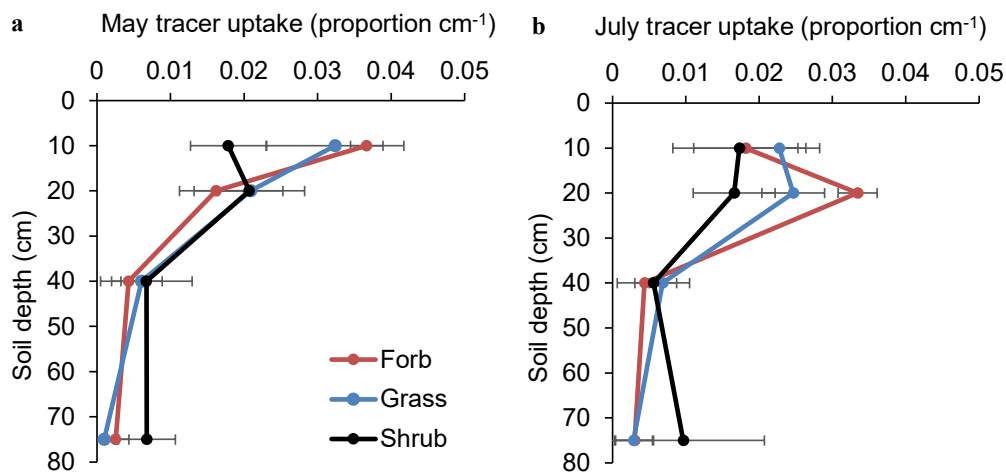 a May tracer uptake (proportion cm-1)
0 0.01 0.02 0.03 0.04 0.05
0
10
20
30
40
50
60
70
80
Soil depth (cm)
Forb
Grass
Shrub
b July tracer uptake (proportion cm-1)
0 0.01 0.02 0.03 0.04 0.05
0
10
20
30
40
50
60
70
80
Soil depth (cm)